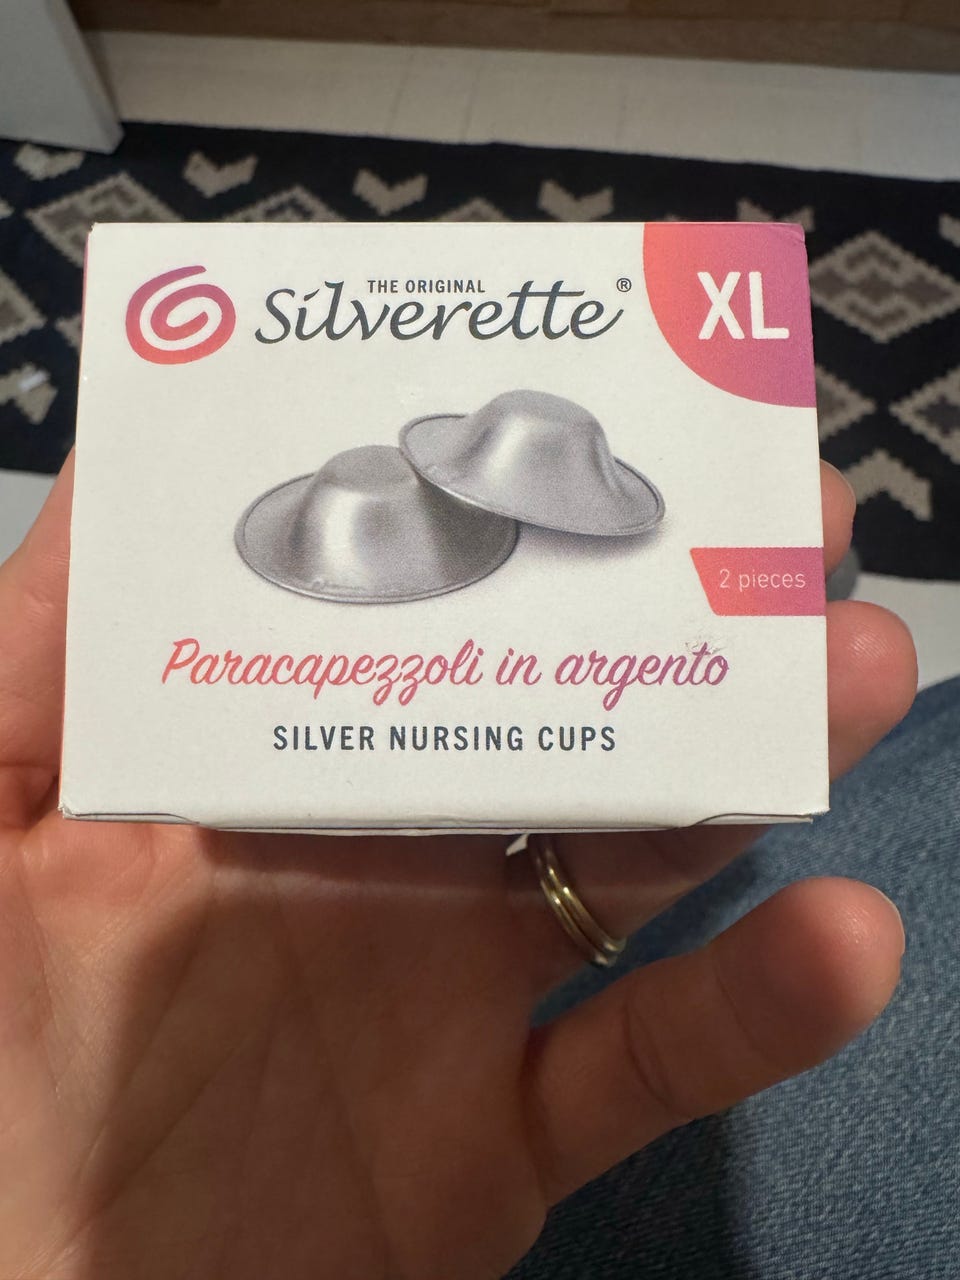 THE ORIGINAL
Silverette®
XL
2 pieces
Paracapezzoli in argento
SILVER NURSING CUPS